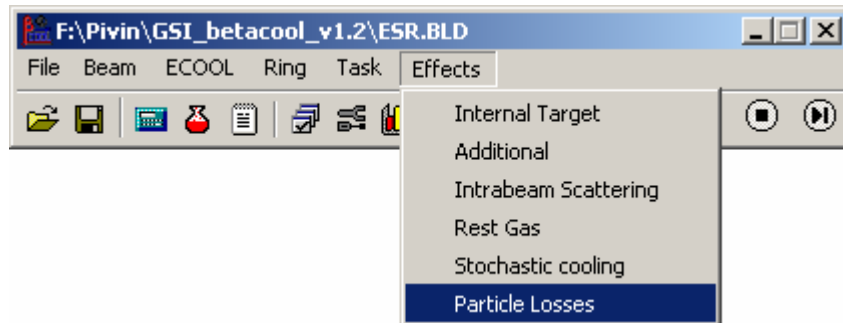 F:\Pivin\GSI_betacool_v1.2\ESR.BLD
File Beam ECOOL Ring Task Effects
Internal Target
Additional
Intrabeam Scattering
Rest Gas
Stochastic cooling
Particle Losses